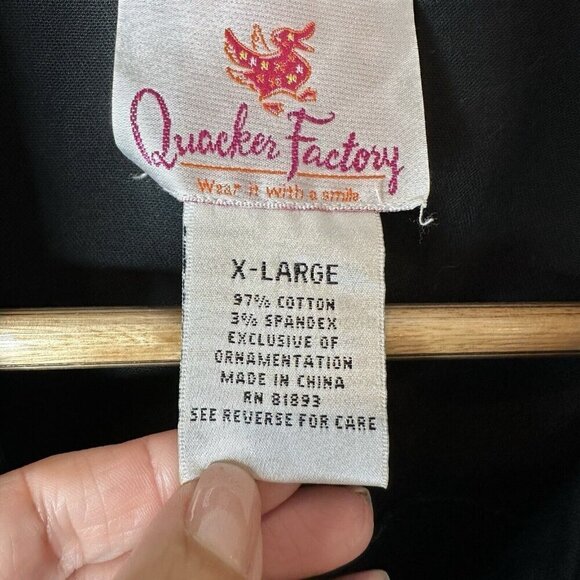 Quacker Factory
Wear it with a smile
X-LARGE
97% COTTON
3% SPANDEX
EXCLUSIVE OF
ORNAMENTATION
MADE IN CHINA
RN 81893
SEE REVERSE FOR CARE